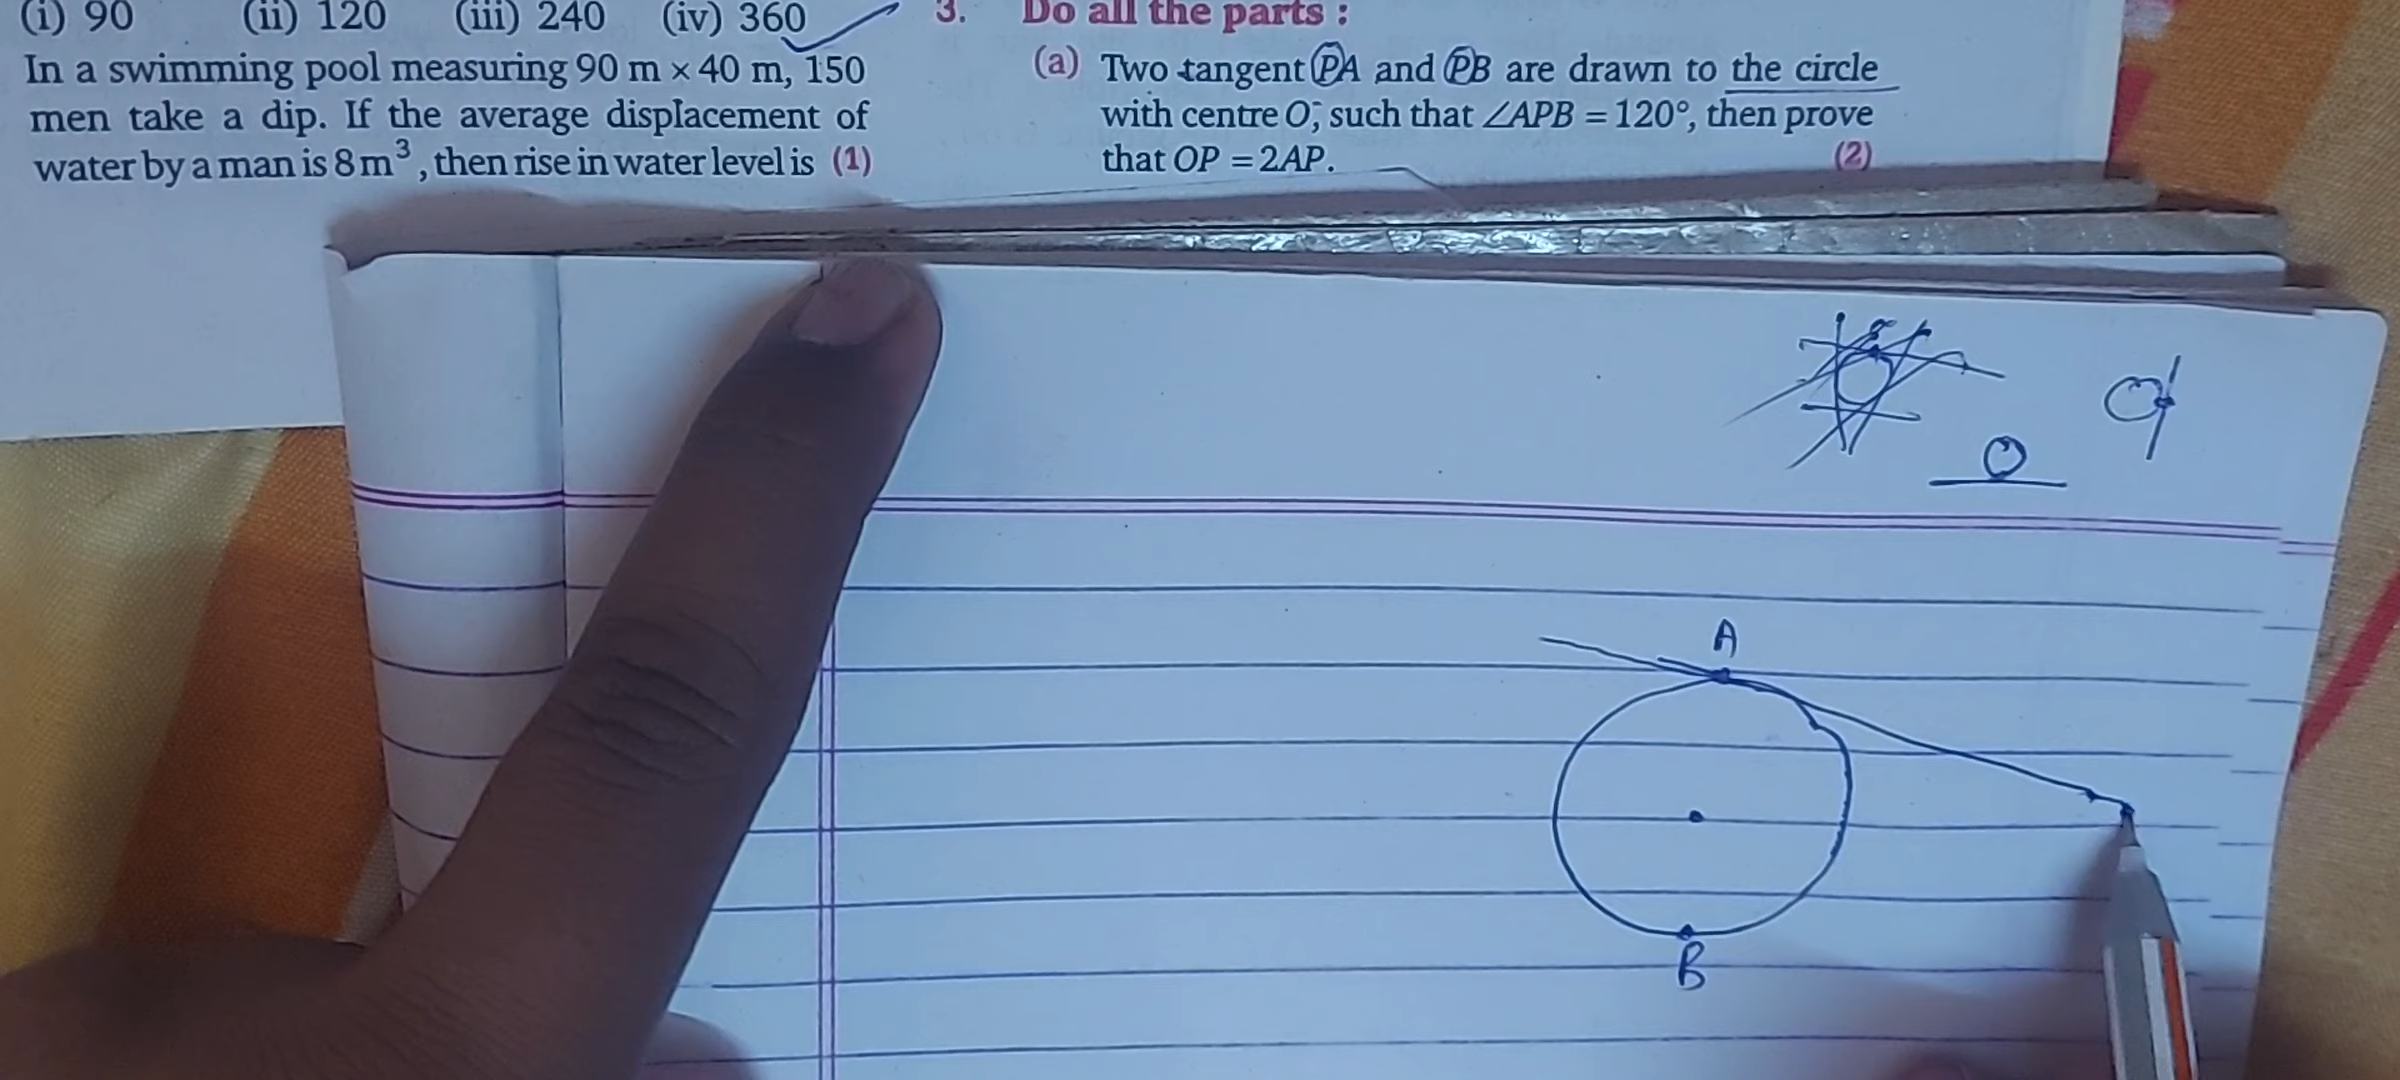 (i) 90 (ii) 120 (iii) 240 (iv) 360
In a swimming pool measuring 90 m × 40 m, 150
men take a dip. If the average displacement of
water by a man is 8 m³, then rise in water level is (1)
3. Do all the parts :
(a) Two tangent PA and PB are drawn to the circle
with centre O, such that ∠APB = 120°, then prove
that OP = 2AP. (2)
A
B